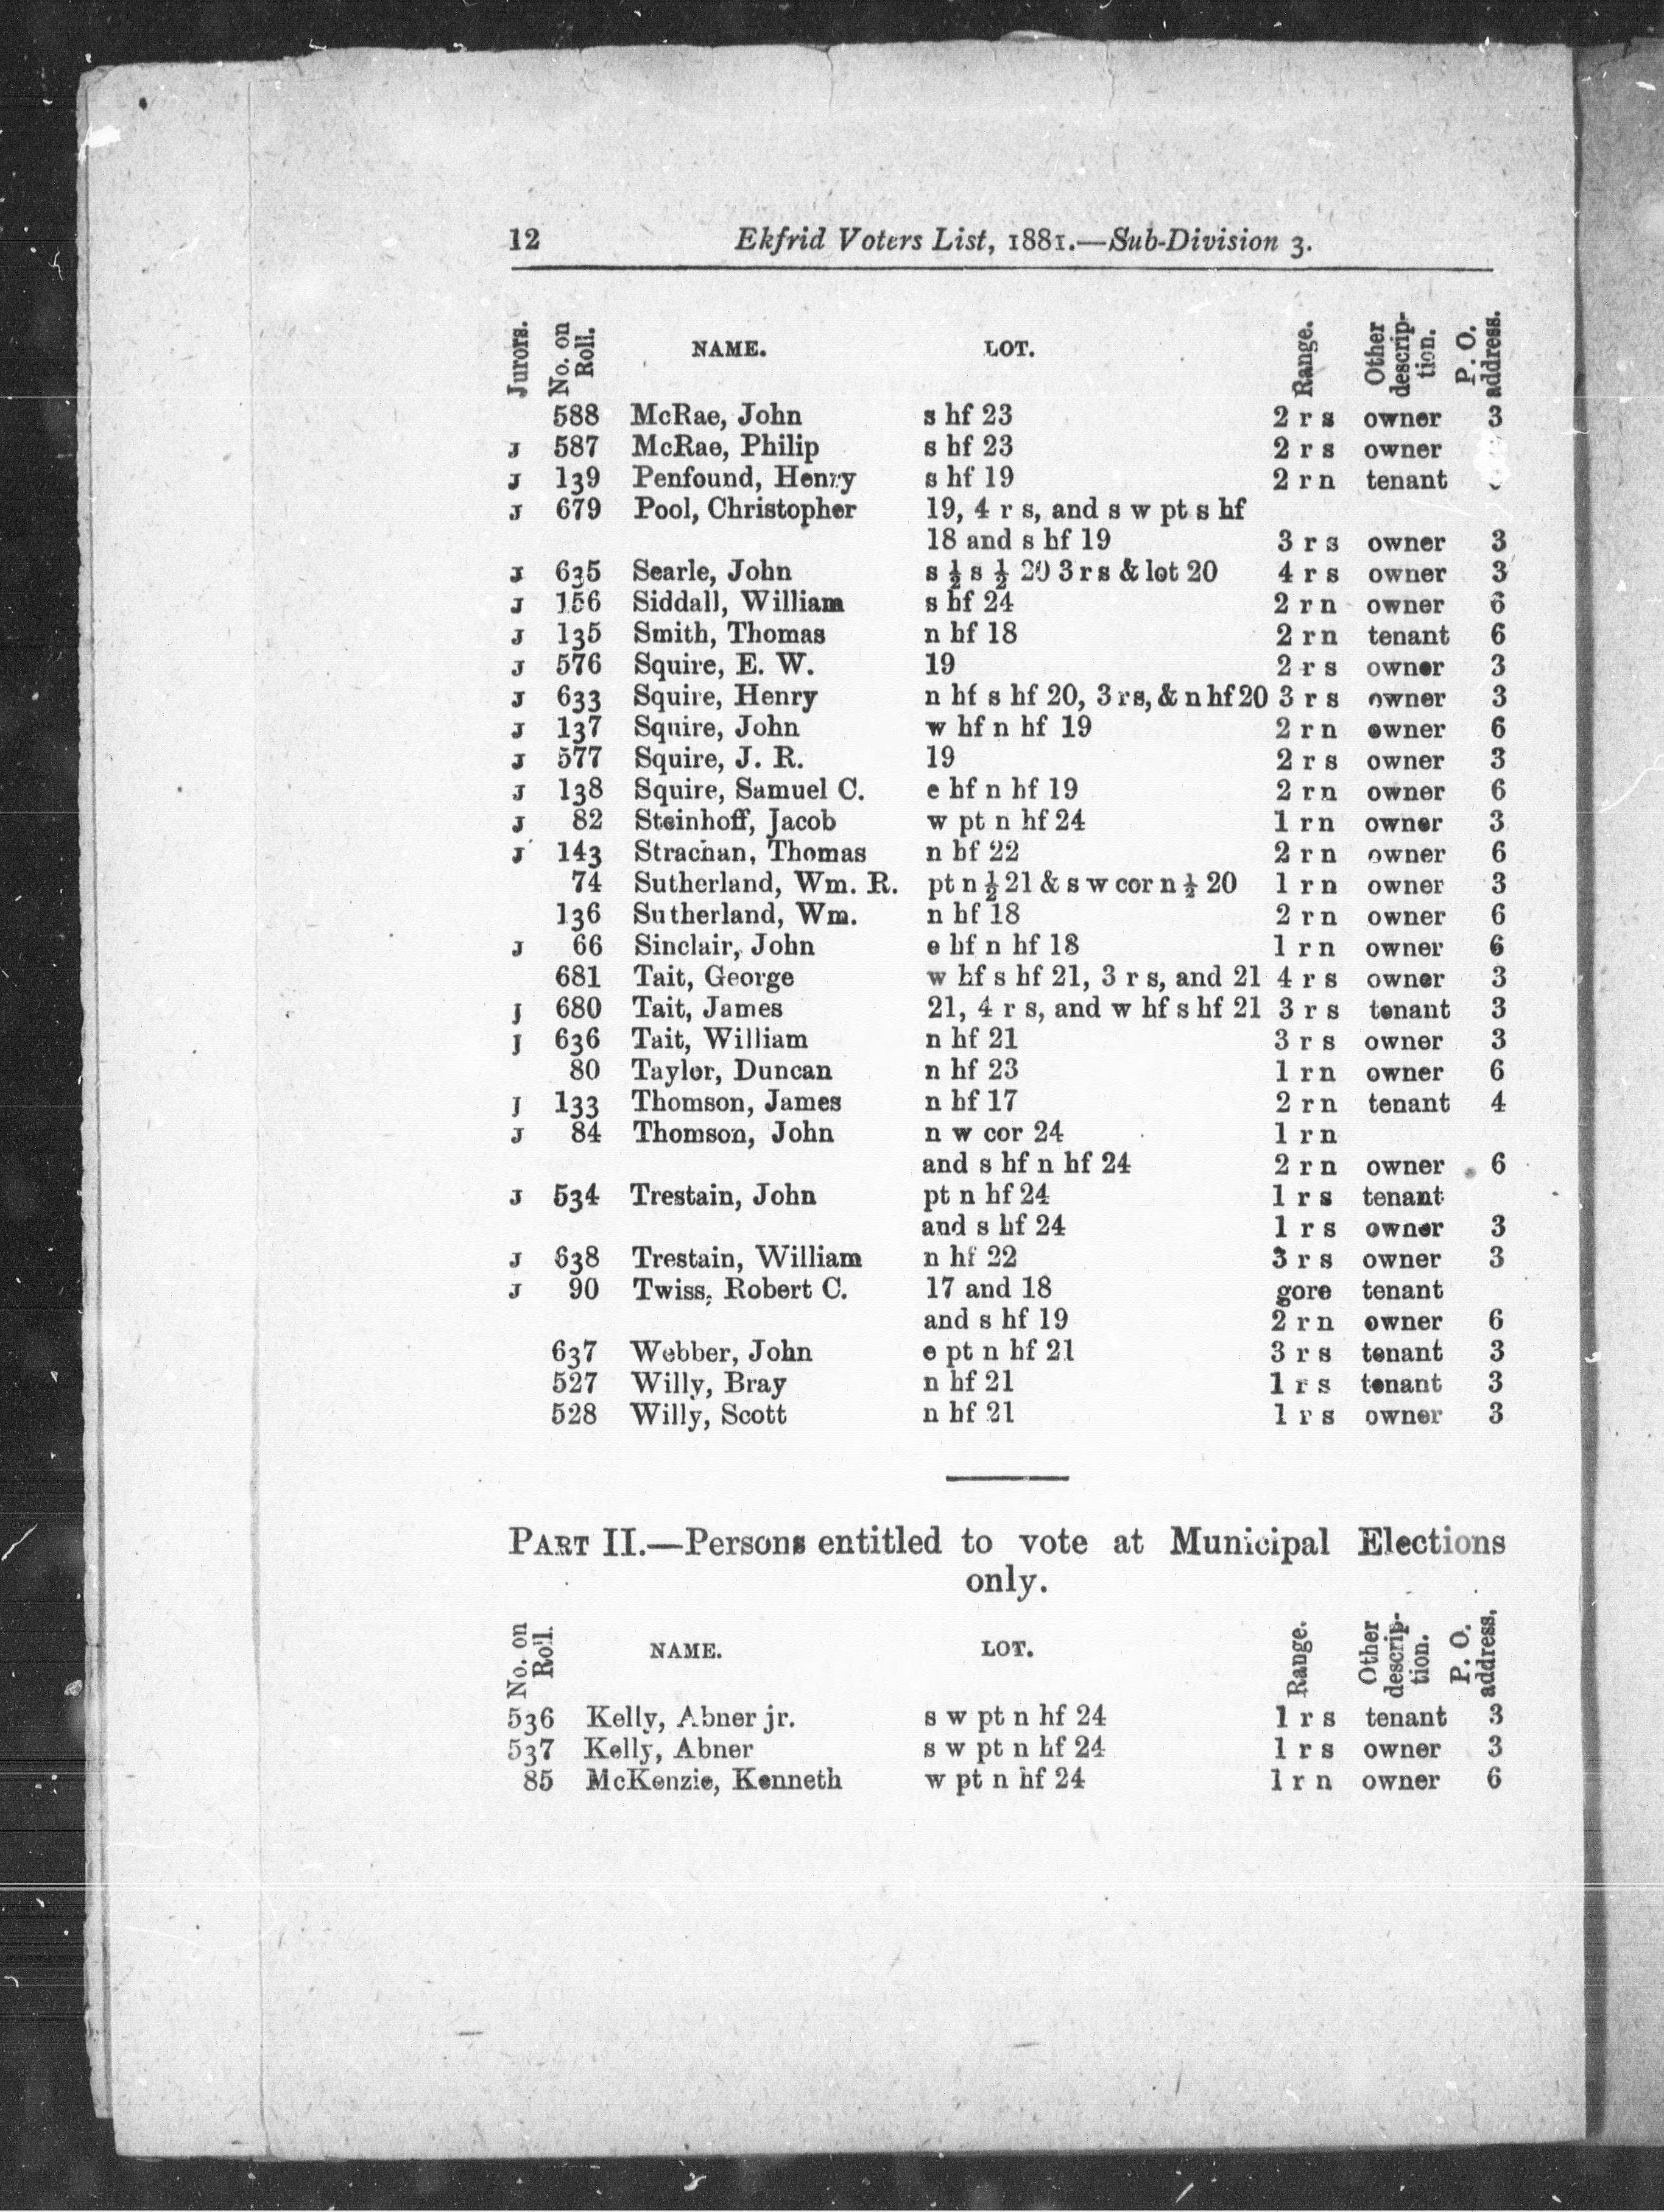 12 Ekfrid Voters List, 1881.—Sub-Division 3.
Jurors. No. on Roll. NAME. LOT. Range. Other description. P. O. address.
588 McRae, John s hf 23 2 r s owner 3
J 587 McRae, Philip s hf 23 2 r s owner
J 139 Penfound, Henry s hf 19 2 r n tenant
J 679 Pool, Christopher 19, 4 r s, and s w pt s hf
18 and s hf 19 3 r s owner 3
J 635 Searle, John s ½ s ½ 20 3 r s & lot 20 4 r s owner 3
J 156 Siddall, William s hf 24 2 r n owner 6
J 135 Smith, Thomas n hf 18 2 r n tenant 6
J 576 Squire, E. W. 19 2 r s owner 3
J 633 Squire, Henry n hf s hf 20, 3 r s, & n hf 20 3 r s owner 3
J 137 Squire, John w hf n hf 19 2 r n owner 6
J 577 Squire, J. R. 19 2 r s owner 3
J 138 Squire, Samuel C. e hf n hf 19 2 r n owner 6
J 82 Steinhoff, Jacob w pt n hf 24 1 r n owner 3
J 143 Strachan, Thomas n hf 22 2 r n owner 6
74 Sutherland, Wm. R. pt n ½ 21 & s w cor n ½ 20 1 r n owner 3
136 Sutherland, Wm. n hf 18 2 r n owner 6
J 66 Sinclair, John e hf n hf 18 1 r n owner 6
681 Tait, George w hf s hf 21, 3 r s, and 21 4 r s owner 3
J 680 Tait, James 21, 4 r s, and w hf s hf 21 3 r s tenant 3
J 636 Tait, William n hf 21 3 r s owner 3
80 Taylor, Duncan n hf 23 1 r n owner 6
J 133 Thomson, James n hf 17 2 r n tenant 4
J 84 Thomson, John n w cor 24 1 r n
and s hf n hf 24 2 r n owner 6
J 534 Trestain, John pt n hf 24 1 r s tenant
and s hf 24 1 r s owner 3
J 638 Trestain, William n hf 22 3 r s owner 3
J 90 Twiss, Robert C. 17 and 18 gore tenant
and s hf 19 2 r n owner 6
637 Webber, John e pt n hf 21 3 r s tenant 3
527 Willy, Bray n hf 21 1 r s tenant 3
528 Willy, Scott n hf 21 1 r s owner 3
PART II.—Persons entitled to vote at Municipal Elections
only.
No. on Roll. NAME. LOT. Range. Other description. P. O. address,
536 Kelly, Abner jr. s w pt n hf 24 1 r s tenant 3
537 Kelly, Abner s w pt n hf 24 1 r s owner 3
85 McKenzie, Kenneth w pt n hf 24 1 r n owner 6